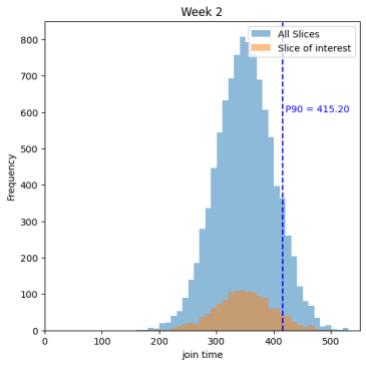 Week 2
All Slices
Slice of interest
P90 = 415.20
Frequency
800
700
600
500
400
300
200
100
0
0 100 200 300 400 500
join time